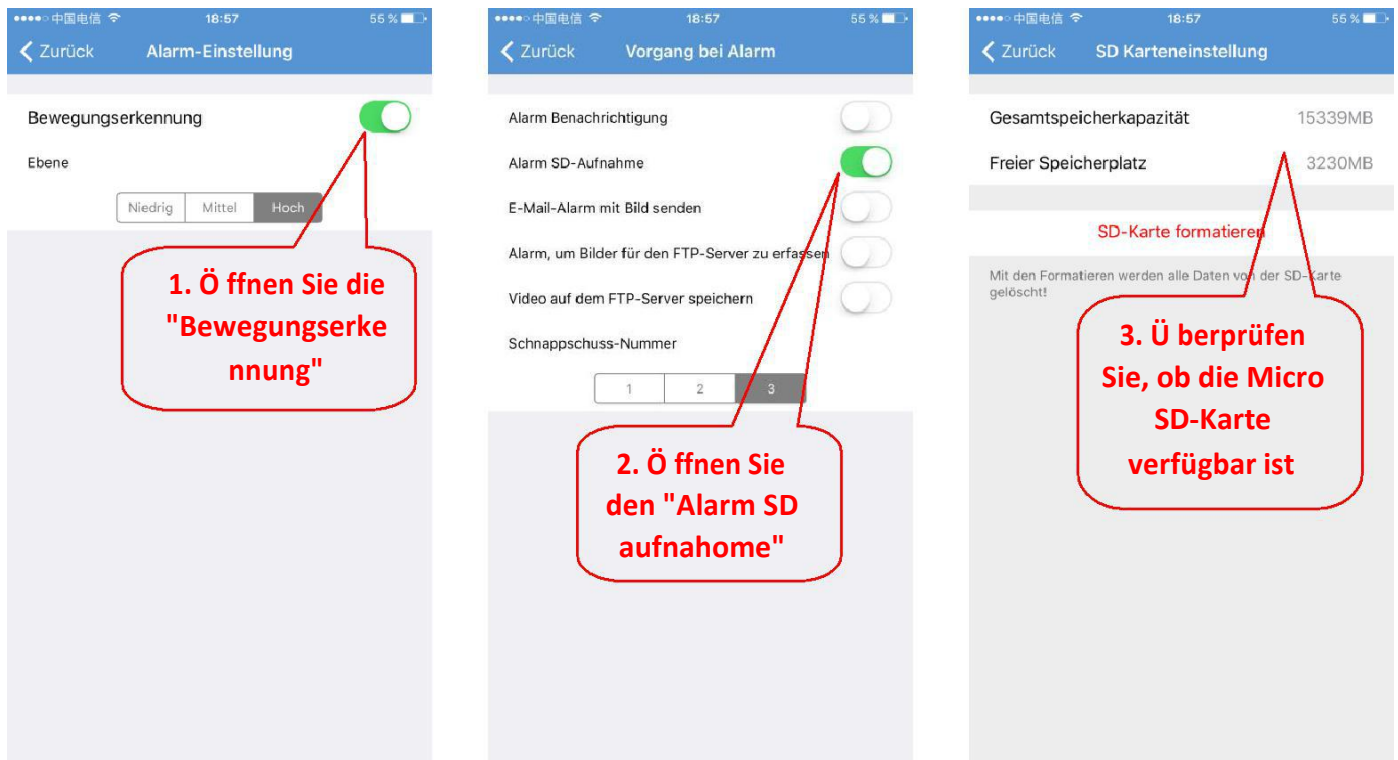 中国电信 18:57 55 %
Zurück Alarm-Einstellung
Bewegungserkennung
Ebene
Niedrig Mittel Hoch
1. Ö ffnen Sie die
"Bewegungserke
nnung"
中国电信 18:57 55 %
Zurück Vorgang bei Alarm
Alarm Benachrichtigung
Alarm SD-Aufnahme
E-Mail-Alarm mit Bild senden
Alarm, um Bilder für den FTP-Server zu erfassen
Video auf dem FTP-Server speichern
Schnappschuss-Nummer
1 2 3
2. Ö ffnen Sie
den "Alarm SD
aufnahome"
中国电信 18:57 55 %
Zurück SD Karteneinstellung
Gesamtspeicherkapazität 15339MB
Freier Speicherplatz 3230MB
SD-Karte formatieren
Mit den Formatieren werden alle Daten von der SD-Karte
gelöscht!
3. Ü berprüfen
Sie, ob die Micro
SD-Karte
verfügbar ist